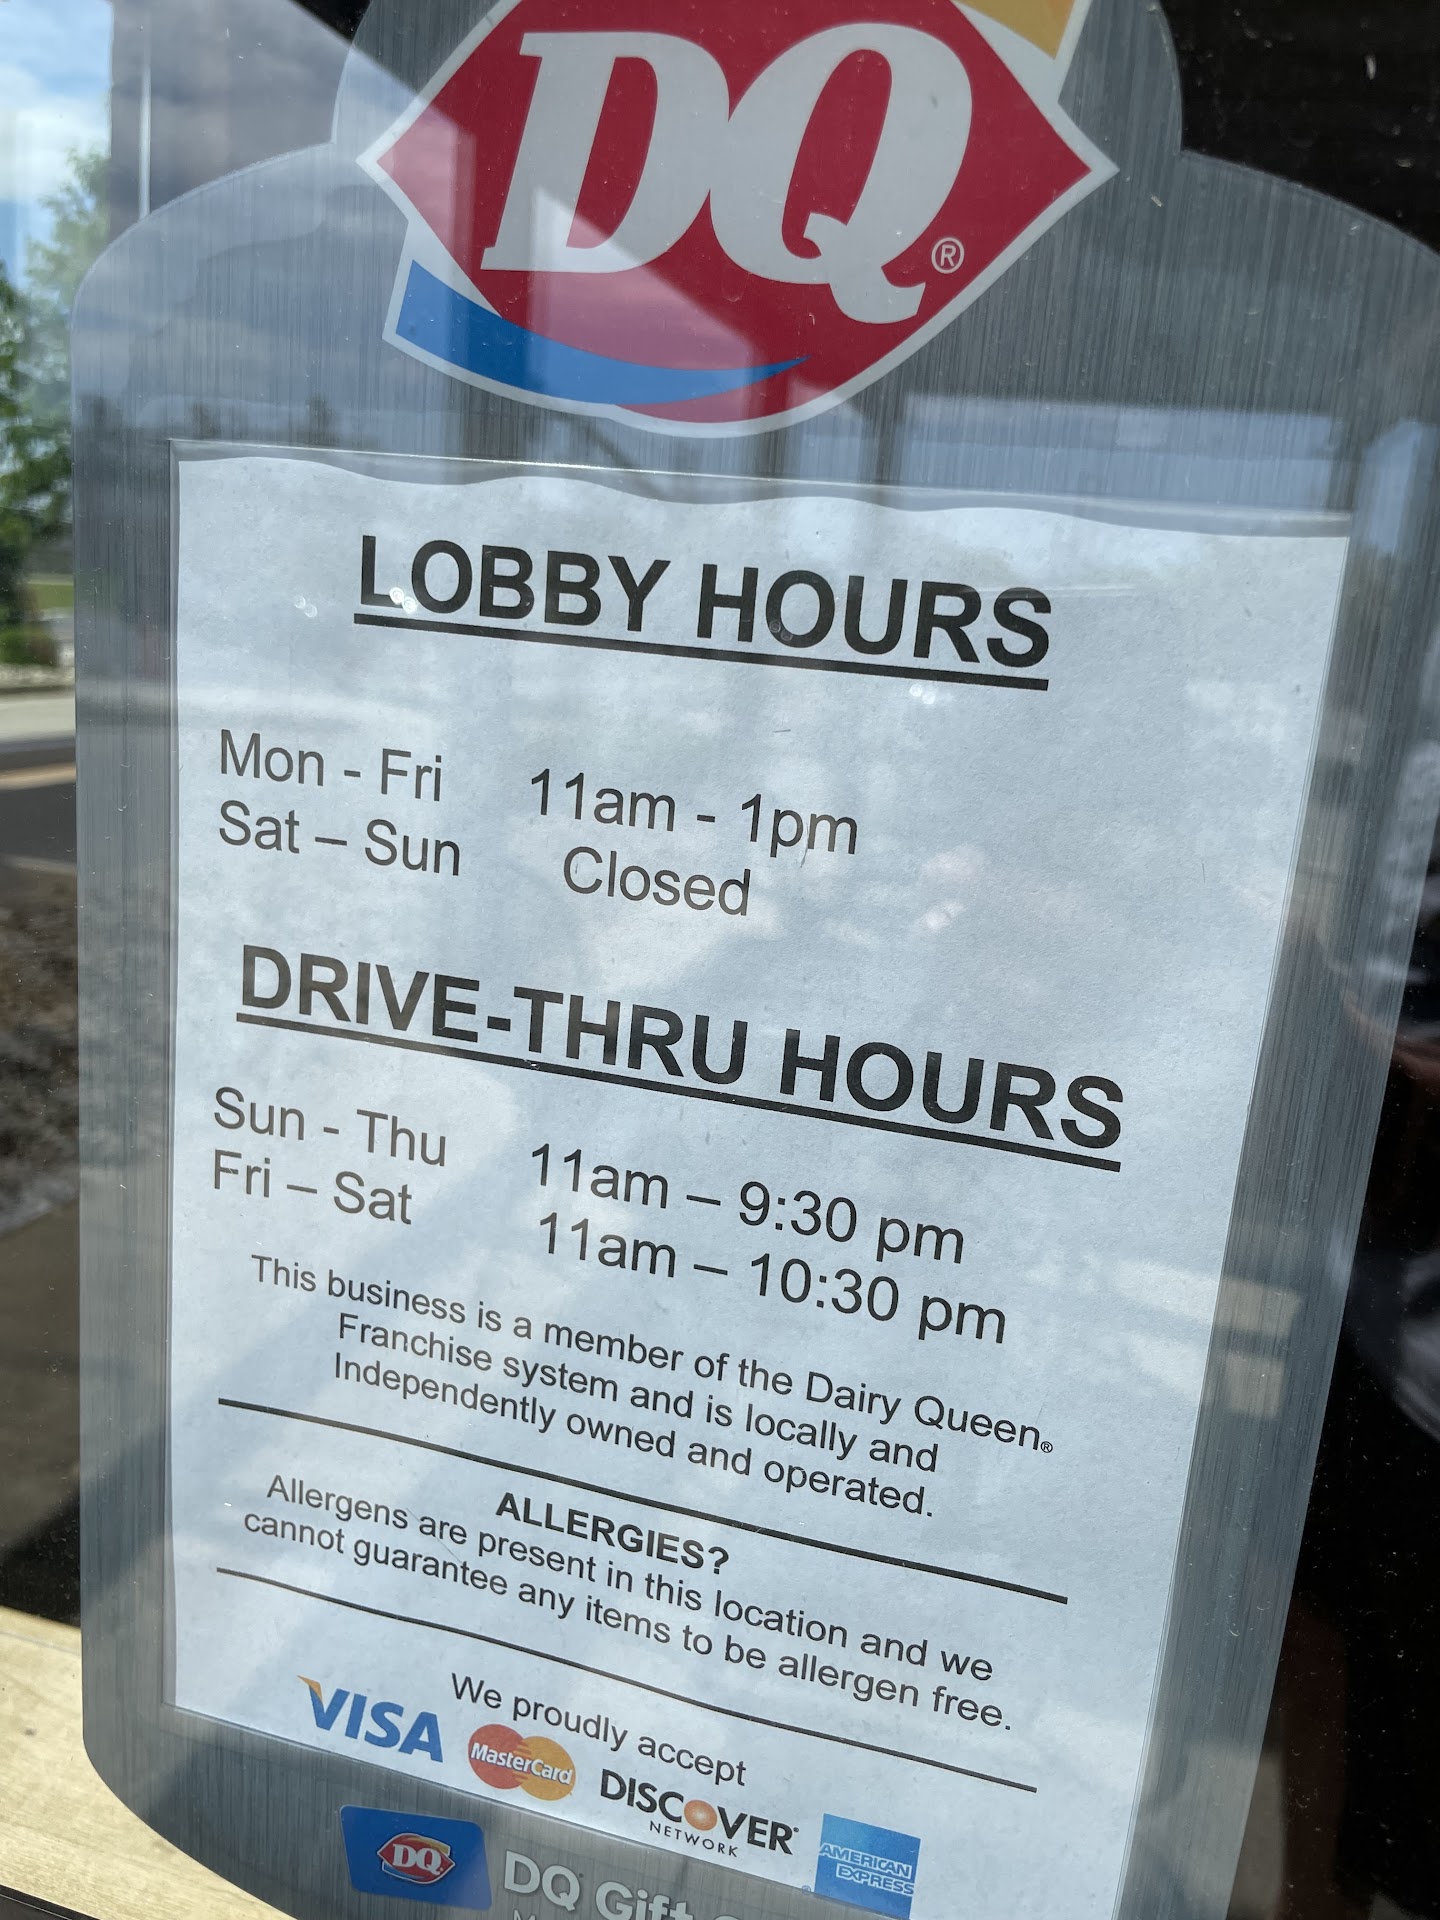 DQ®
LOBBY HOURS
Mon - Fri 11am - 1pm
Sat – Sun Closed
DRIVE-THRU HOURS
Sun - Thu 11am – 9:30 pm
Fri – Sat 11am – 10:30 pm
This business is a member of the Dairy Queen®
Franchise system and is locally and
Independently owned and operated.
ALLERGIES?
Allergens are present in this location and we
cannot guarantee any items to be allergen free.
We proudly accept
VISA MasterCard DISCOVER NETWORK AMERICAN EXPRESS
DQ DQ Gift